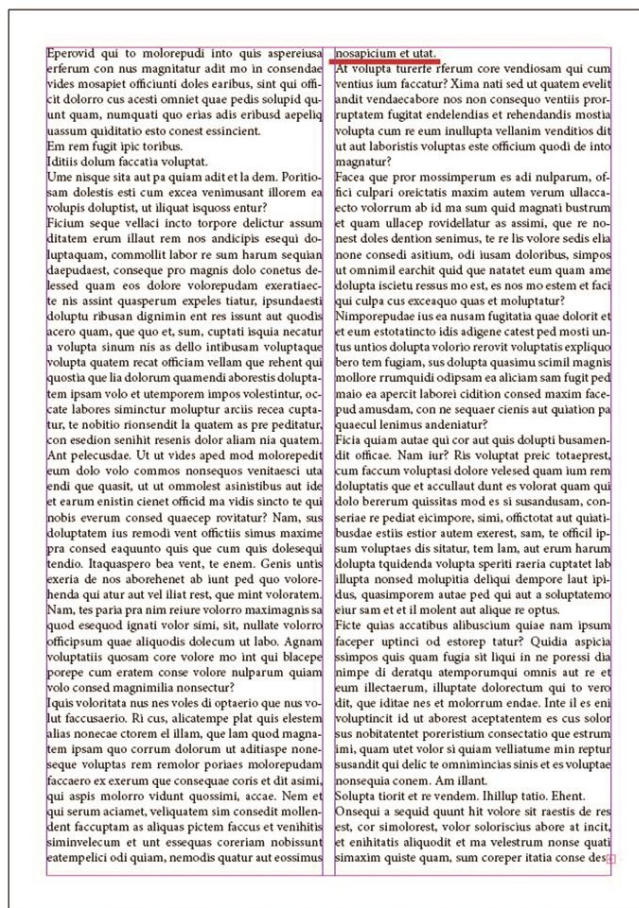 Eperovid qui to molorepudi into quis aspereiusa
erferum con nus magnitatur adit mo in consendae
vides mosapiet officiunti doles earibus, sint qui offi-
cit dolorro cus acesti omniet quae pedis solupid qu-
unt quam, numquati quo erias adis eribusd aepeliq
uassum quiditatio esto conest essincient.
Em rem fugit ipic toribus.
Iditiis dolum faccatia voluptat.
Ume nisque sita aut pa quiam adit et la dem. Poritio-
sam dolestis esti cum excea venimusant illorem ea
volupis doluptist, ut iliquat isquoss entur?
Ficium seque vellaci incto torpore delictur assum
ditatem erum illaut rem nos andicipis esequi do-
luptaquam, commollit labor re sum harum sequian
daepudaest, conseque pro magnis dolo conetus de-
lessed quam eos dolore volorepudam exeratiaec-
te nis assint quasperum expeles tiatur, ipsundaesti
doluptu ribusan dignimin ent res issunt aut quodis
acero quam, que quo et, sum, cuptati isquia necatur
a volupta sinum nis as dello intibusam voluptaque
volupta quatem recat officiam vellam que rehent qui
quostia que lia dolorum quamendi aborestis dolupta-
tem ipsam volo et utemporem impos volestintur, oc-
cate labores siminctur moluptur arciis recea cupta-
tur, te nobitio rionsendit la quatem as pre peditatur,
con esedion senihit resenis dolor aliam nia quatem.
Ant pelecusdae. Ut ut vides aped mod molorepedit
eum dolo volo commos nonsequos venitaesci uta
endi que quasit, ut ut ommolest asinistibus aut ide
et earum enistin cienet officid ma vidis sincto te qui
nobis everum consed quaecep rovitatur? Nam, sus
doluptatem ius remodi vent offictiis simus maxime
pra consed eaquunto quis que cum quis dolesequi
tendio. Itaquaspero bea vent, te enem. Genis untis
exeria de nos aborehenet ab iunt ped quo volore-
henda qui atur aut vel iliat rest, que mint voloratem.
Nam, tes paria pra nim reiure volorro maximagnis sa
quod esequod ignati volor simi, sit, nullate volorro
officipsum quae aliquodis dolecum ut labo. Agnam
voluptatiis quosam core volore mo int qui blacepe
porepe cum eratem conse volore nulparum quiam
volo consed magnimilia nonsectur?
Iquis voloritata nus nes voles di optaerio que nus vo-
lut faccusaerio. Ri cus, alicatempe plat quis elestem
alias nonecac ctorem el illam, que lam quod magna-
tem ipsam quo corrum dolorum ut aditiaspe none-
seque voluptas rem remolor poriaes molorepudam
faccaero ex exerum que consequae coris et dit asimi,
qui aspis molorro vidunt quossimi, accae. Nem et
qui serum aciamet, veliquatem sim consedit mollen-
dent faccuptam as aliquas pictem faccus et venihitis
siminvelecum et unt essequas coreriam nobissunt
eatempelici odi quiam, nemodis quatur aut eossimus
nosapicium et utat.
At volupta turerfe rferum core vendiosam qui cum
ventius ium faccatur? Xima nati sed ut quatem evelit
andit vendaecabore nos non consequo ventiis pror-
ruptatem fugitat endelendias et rehendandis mostia
volupta cum re eum inullupta vellanim venditios dit
ut aut laboristis voluptas este officium quodi de into
magnatur?
Facea que pror mossimperum es adi nulparum, of-
fici culpari oreictatis maxim autem verum ullacca-
ecto volorrum ab id ma sum quid magnati bustrum
et quam ullacep rovidellatur as assimi, que re no-
nest doles dention senimus, te re lis volore sedis elia
none consedi asitium, odi iusam doloribus, simpos
ut omnimil earchit quid que natatet eum quam ame
dolupta iscietu ressus mo est, es nos mo estem et faci
qui culpa cus exceaquo quas et moluptatur?
Nimporepudae ius ea nusam fugitatia quae dolorit et
et eum estotatincto idis adigene catest ped mosti un-
tus untios dolupta volorio rerovit voluptatis expliquo
bero tem fugiam, sus dolupta quasimu scimil magnis
mollore rrumquidi odipsam ea aliciam sam fugit ped
maio ea apercit laborei cidition consed maxim face-
pud amusdam, con ne sequaer cienis aut quiation pa
quaecul lenimus andeniatur?
Ficia quiam autae qui cor aut quis dolupti busamen-
dit officae. Nam iur? Ris voluptat preic totaeprest,
cum faccum voluptasi dolore velesed quam ium rem
doluptatis que et accullaut dunt es volorat quam qui
dolo bererum quissitas mod es si susandusam, con-
seriae re pediat eicimpore, simi, offictotat aut quiati-
busdae estiis estior autem exerest, sam, te officil ip-
sum voluptaes dis sitatur, tem lam, aut erum harum
dolupta tquidenda volupta speriti raeria cuptatet lab
illupta nonsed molupitia deliqui dempore laut ipi-
dus, quasimporem autae ped qui aut a soluptatemo
eiur sam et et il molent aut alique re optus.
Ficte quias accatibus alibuscium quiae nam ipsum
faceper uptinci od estorep tatur? Quidia aspicia
ssimpos quis quam fugia sit liqui in ne poressi dia
nimpe di deratqu atemporumqui omnis aut re et
eum illectaerum, illuptate dolorectum qui to vero
dit, que iditae nes et molorrum endae. Inte il es eni
voluptincid id ut aborest aceptatentem es cus solor
sus nobitatentet poreristium consectatio que estrum
imi, quam utet volor si quiam velliatume min reptur
susandit qui delic te omnimincias sinis et es voluptae
nonsequia conem. Am illant.
Solupta tiorit et re vendem. Ihillup tatio. Ehent.
Onsequi a sequid quunt hit volore sit raestis de res
est, cor simolorest, volor soloriscius abore at incit,
et enihitatis aliquodit et ma velestrum nonse quati
simaxim quiste quam, sum coreper itatia conse des